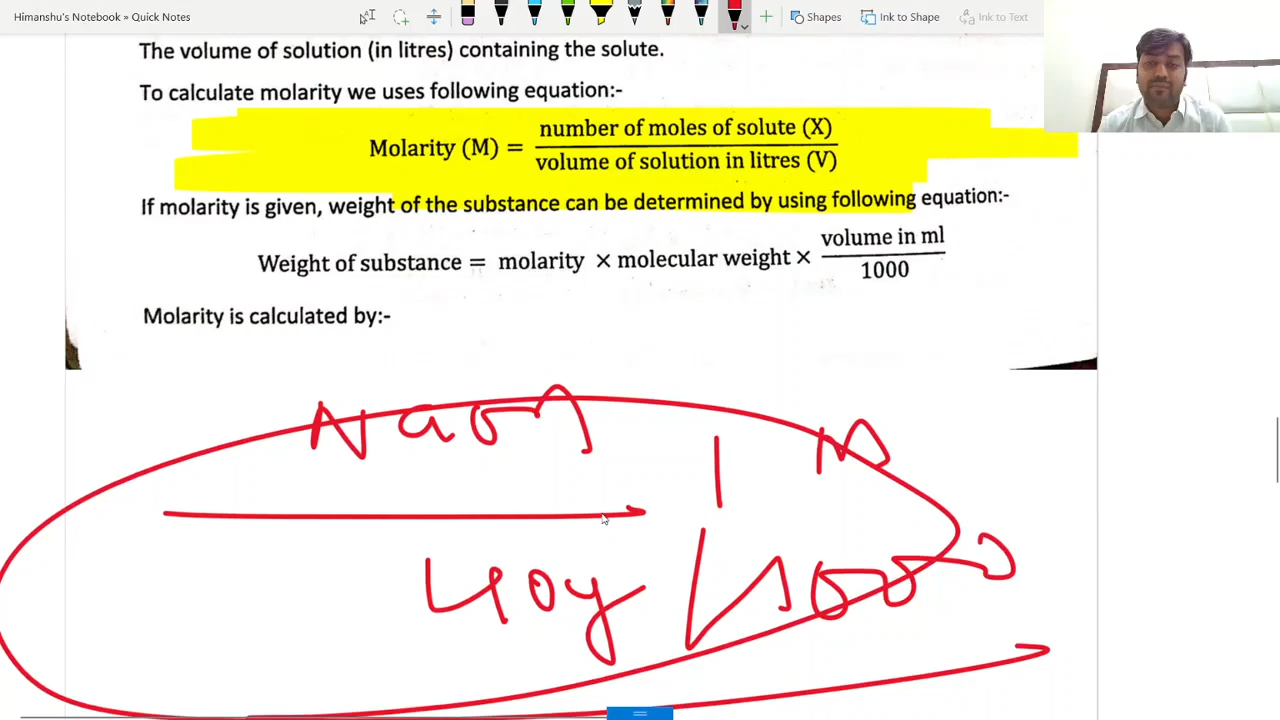 Himanshu's Notebook » Quick Notes
Shapes
Ink to Shape
Ink to Text
The volume of solution (in litres) containing the solute.
To calculate molarity we uses following equation:-
Molarity (M) = number of moles of solute (X)
volume of solution in litres (V)
If molarity is given, weight of the substance can be determined by using following equation:-
Weight of substance = molarity × molecular weight × volume in ml
1000
Molarity is calculated by:-
1 M